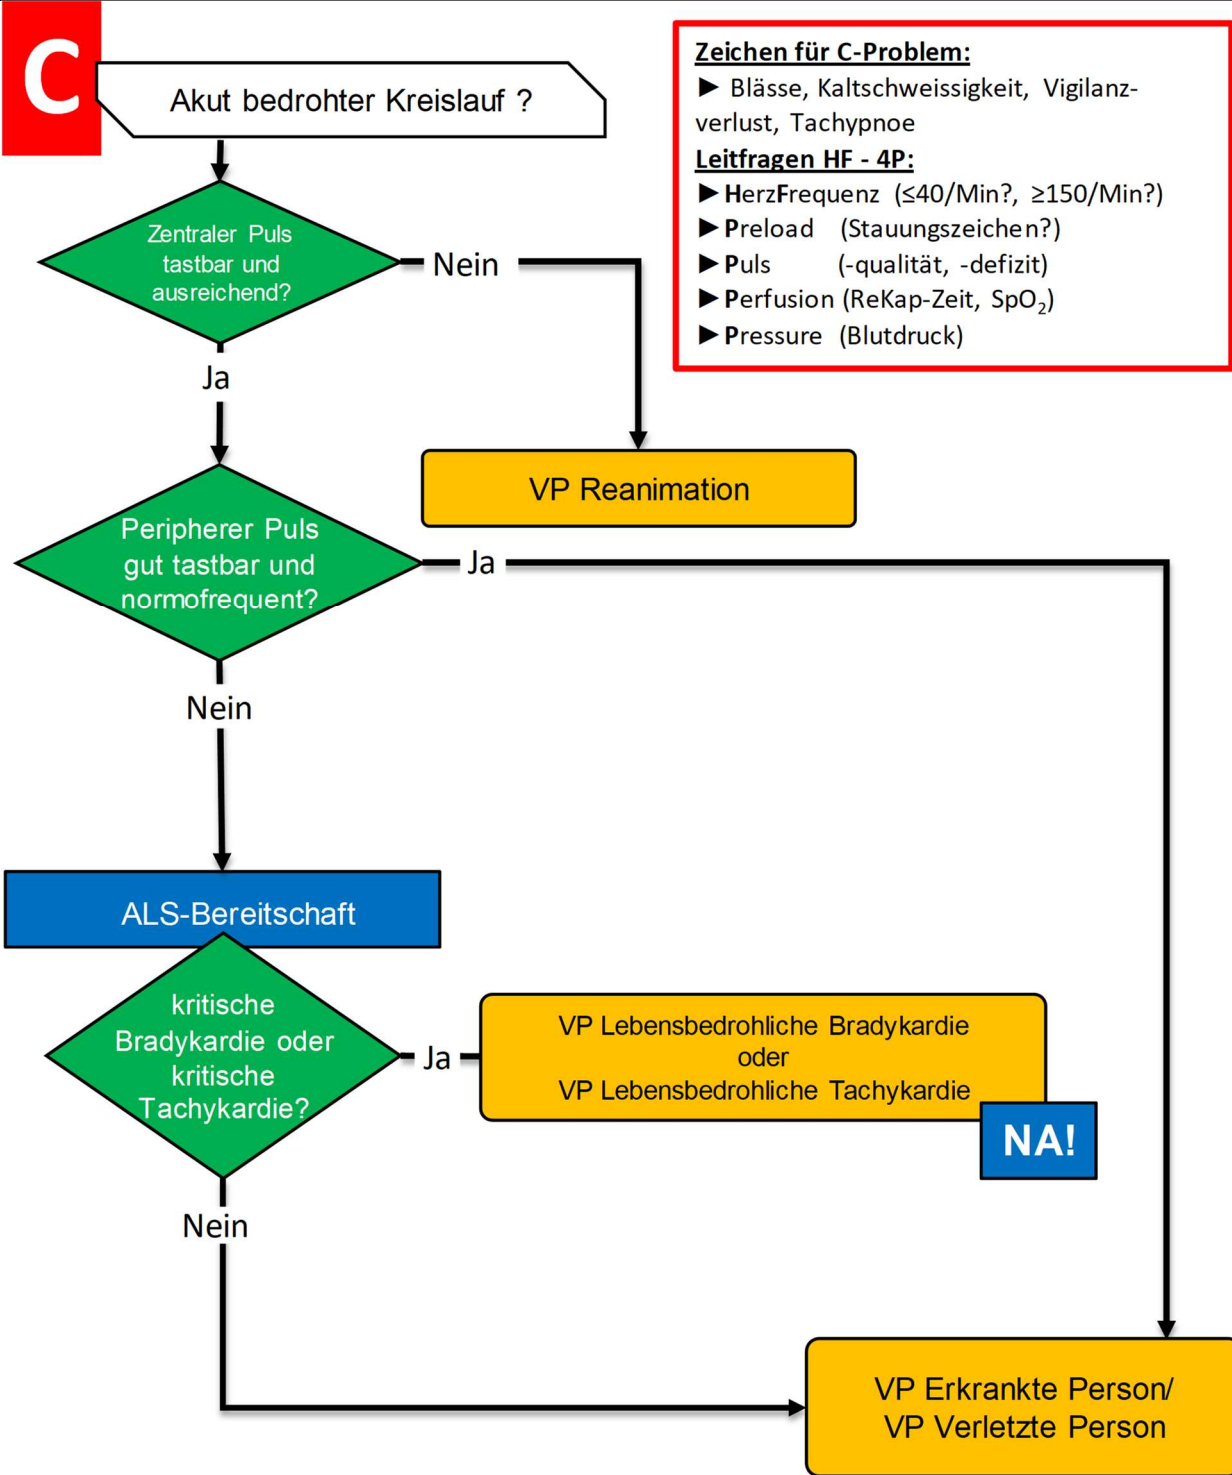 C
Akut bedrohter Kreislauf ?
Zeichen für C-Problem:
► Blässe, Kaltschweissigkeit, Vigilanz-
verlust, Tachypnoe
Leitfragen HF - 4P:
►HerzFrequenz (≤40/Min?, ≥150/Min?)
►Preload (Stauungszeichen?)
►Puls (-qualität, -defizit)
►Perfusion (ReKap-Zeit, SpO₂)
►Pressure (Blutdruck)
Zentraler Puls
tastbar und
ausreichend?
Nein
Ja
VP Reanimation
Peripherer Puls
gut tastbar und
normofrequent?
Ja
Nein
ALS-Bereitschaft
kritische
Bradykardie oder
kritische
Tachykardie?
Ja
VP Lebensbedrohliche Bradykardie
oder
VP Lebensbedrohliche Tachykardie
NA!
Nein
VP Erkrankte Person/
VP Verletzte Person